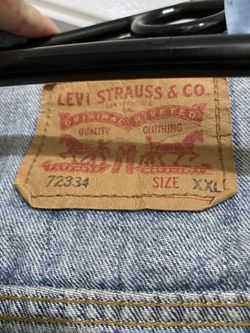 LEVI STRAUSS & CO.
ORIGINAL RIVETED
QUALITY CLOTHING
72334 SIZE XXL